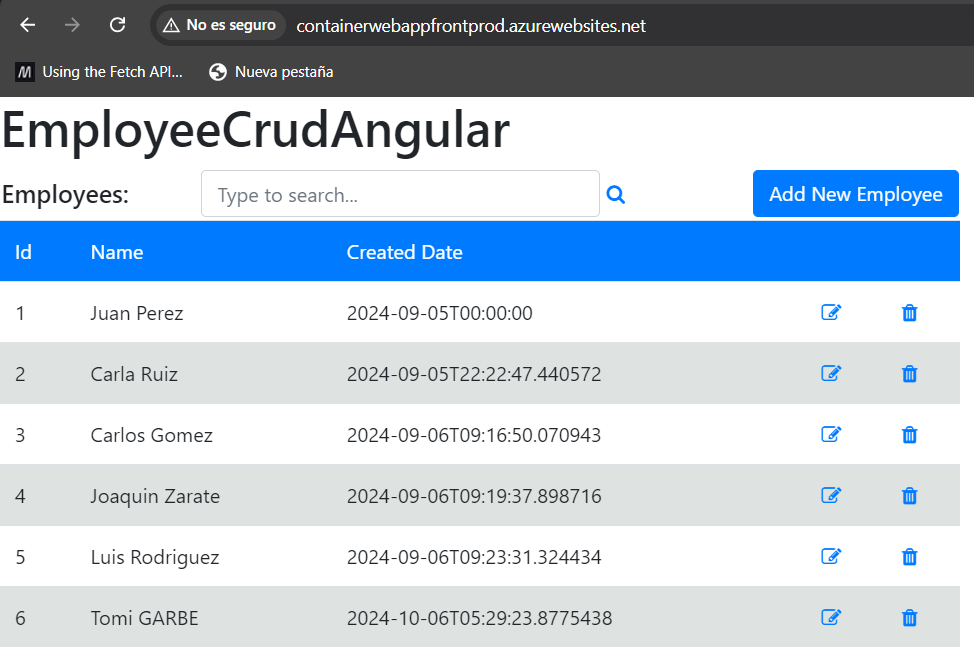 No es seguro containerwebappfrontprod.azurewebsites.net
M Using the Fetch API... Nueva pestaña
EmployeeCrudAngular
Employees: Type to search... Add New Employee
Id Name Created Date
1 Juan Perez 2024-09-05T00:00:00
2 Carla Ruiz 2024-09-05T22:22:47.440572
3 Carlos Gomez 2024-09-06T09:16:50.070943
4 Joaquin Zarate 2024-09-06T09:19:37.898716
5 Luis Rodriguez 2024-09-06T09:23:31.324434
6 Tomi GARBE 2024-10-06T05:29:23.8775438